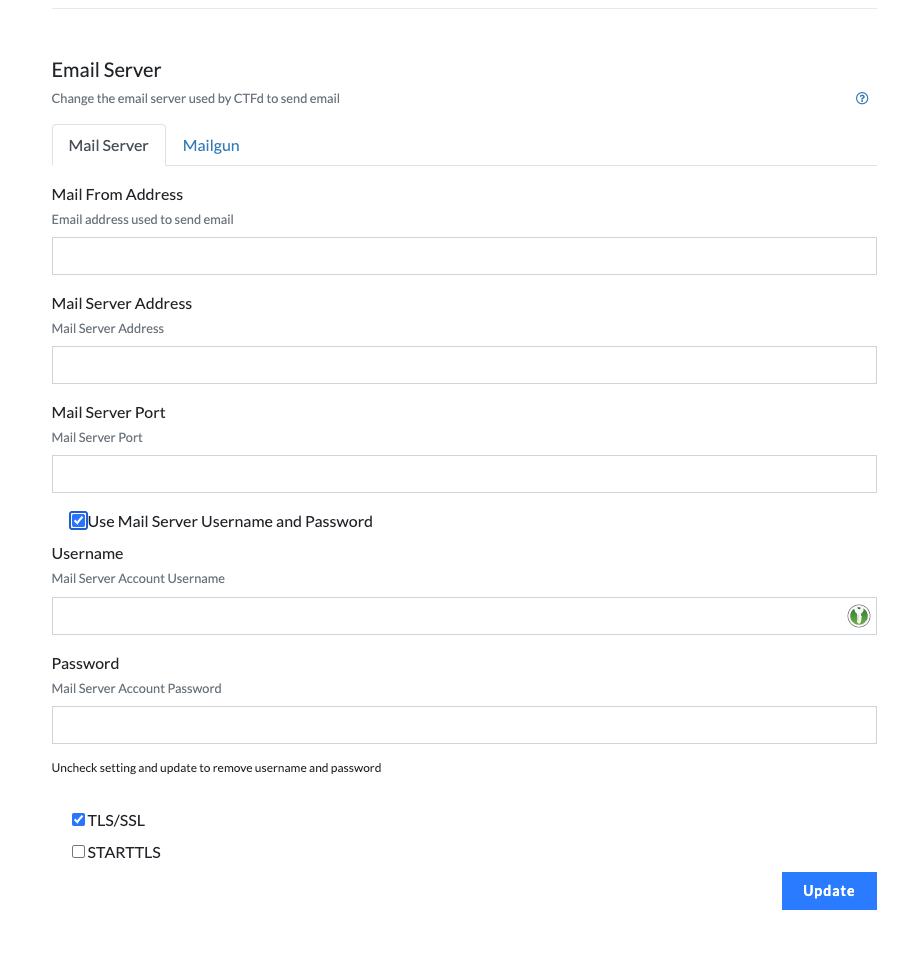 Email Server
Change the email server used by CTFd to send email
Mail Server Mailgun
Mail From Address
Email address used to send email
Mail Server Address
Mail Server Address
Mail Server Port
Mail Server Port
Use Mail Server Username and Password
Username
Mail Server Account Username
Password
Mail Server Account Password
Uncheck setting and update to remove username and password
TLS/SSL
STARTTLS
Update